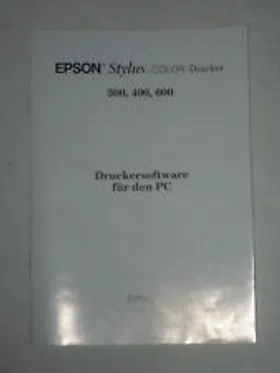 EPSON® Stylus COLOR-Drucker
300, 400, 600
Druckersoftware
für den PC